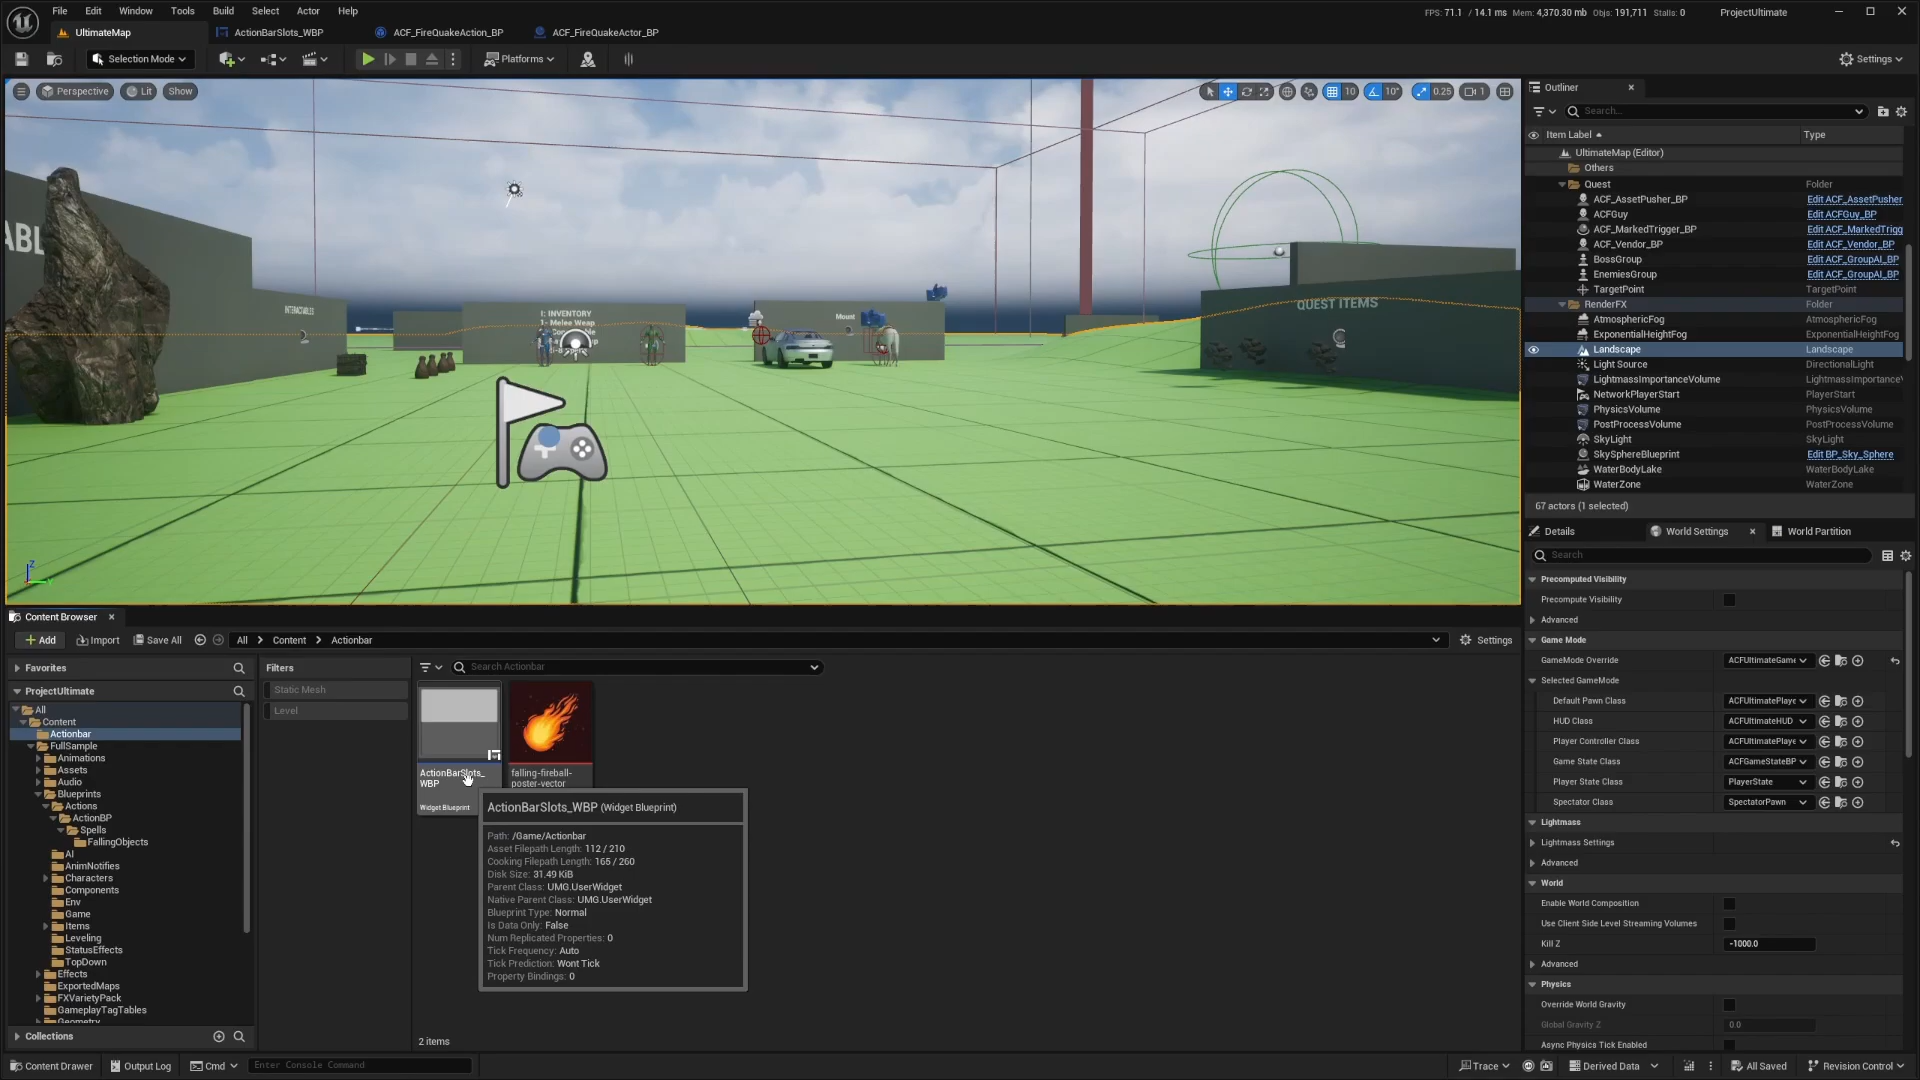 File Edit Window Tools Build Select Actor Help
FPS: 71.1 / 14.1 ms Mem: 4,370.30 mb Objs: 191,711 Stalls: 0
ProjectUltimate
UltimateMap
ActionBarSlots_WBP
ACF_FireQuakeAction_BP
ACF_FireQuakeActor_BP
Selection Mode
Platforms
Settings
Perspective
Lit
Show
10
10°
0.25
1
ABL
INTERACTABLES
I: INVENTORY
1- Melee Weap
Mount
QUEST ITEMS
Outliner
Search...
Item Label
Type
UltimateMap (Editor)
Others
Quest Folder
ACF_AssetPusher_BP Edit ACF_AssetPusher
ACFGuy Edit ACFGuy_BP
ACF_MarkedTrigger_BP Edit ACF_MarkedTrigg
ACF_Vendor_BP Edit ACF_Vendor_BP
BossGroup Edit ACF_GroupAI_BP
EnemiesGroup Edit ACF_GroupAI_BP
TargetPoint TargetPoint
RenderFX Folder
AtmosphericFog AtmosphericFog
ExponentialHeightFog ExponentialHeightFog
Landscape Landscape
Light Source DirectionalLight
LightmassImportanceVolume LightmassImportanceV
NetworkPlayerStart PlayerStart
PhysicsVolume PhysicsVolume
PostProcessVolume PostProcessVolume
SkyLight SkyLight
SkySphereBlueprint Edit BP_Sky_Sphere
WaterBodyLake WaterBodyLake
WaterZone WaterZone
67 actors (1 selected)
Details
World Settings
World Partition
Search
Precomputed Visibility
Precompute Visibility
Advanced
Game Mode
GameMode Override ACFUltimateGame
Selected GameMode
Default Pawn Class ACFUltimatePlaye
HUD Class ACFUltimateHUD
Player Controller Class ACFUltimatePlaye
Game State Class ACFGameStateBP
Player State Class PlayerState
Spectator Class SpectatorPawn
Lightmass
Lightmass Settings
Advanced
World
Enable World Composition
Use Client Side Level Streaming Volumes
Kill Z -1000.0
Advanced
Physics
Override World Gravity
Global Gravity Z 0.0
Async Physics Tick Enabled
Content Browser
Add
Import
Save All
All
Content
Actionbar
Settings
Favorites
ProjectUltimate
All
Content
Actionbar
FullSample
Animations
Assets
Audio
Blueprints
Actions
ActionBP
Spells
FallingObjects
AI
AnimNotifies
Characters
Components
Env
Game
Items
Leveling
StatusEffects
TopDown
Effects
ExportedMaps
FXVarietyPack
GameplayTagTables
Geometry
Collections
Filters
Static Mesh
Level
Search Actionbar
ActionBarSlots_
WBP
Widget Blueprint
falling-fireball-
poster-vector
ActionBarSlots_WBP (Widget Blueprint)
Path: /Game/Actionbar
Asset Filepath Length: 112 / 210
Cooking Filepath Length: 165 / 260
Disk Size: 31.49 KiB
Parent Class: UMG.UserWidget
Native Parent Class: UMG.UserWidget
Blueprint Type: Normal
Is Data Only: False
Num Replicated Properties: 0
Tick Frequency: Auto
Tick Prediction: Wont Tick
Property Bindings: 0
2 items
Content Drawer
Output Log
Cmd
Enter Console Command
Trace
Derived Data
All Saved
Revision Control